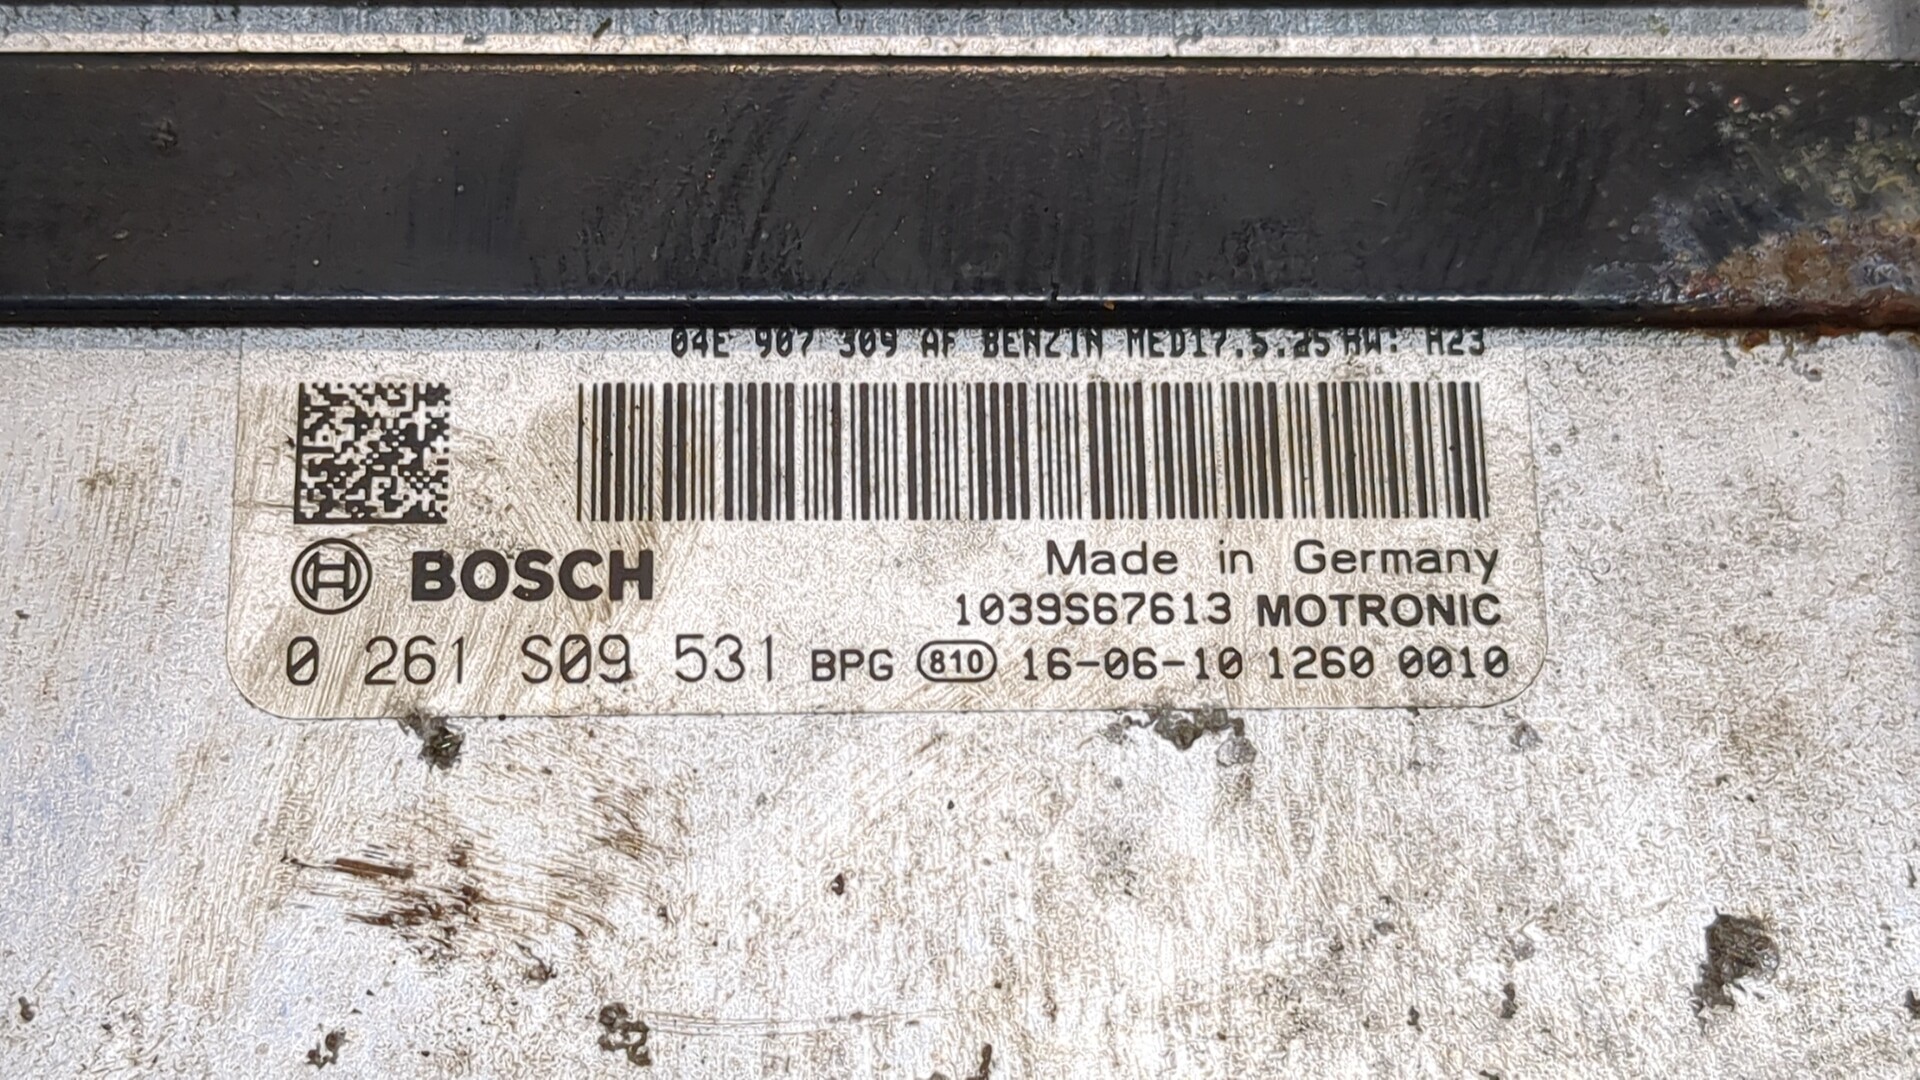 04E 907 309 AF BENZIN MED17.5.25 HW: H23
BOSCH
Made in Germany
1039S67613 MOTRONIC
0 261 S09 531 BPG 810 16-06-10 1260 0010